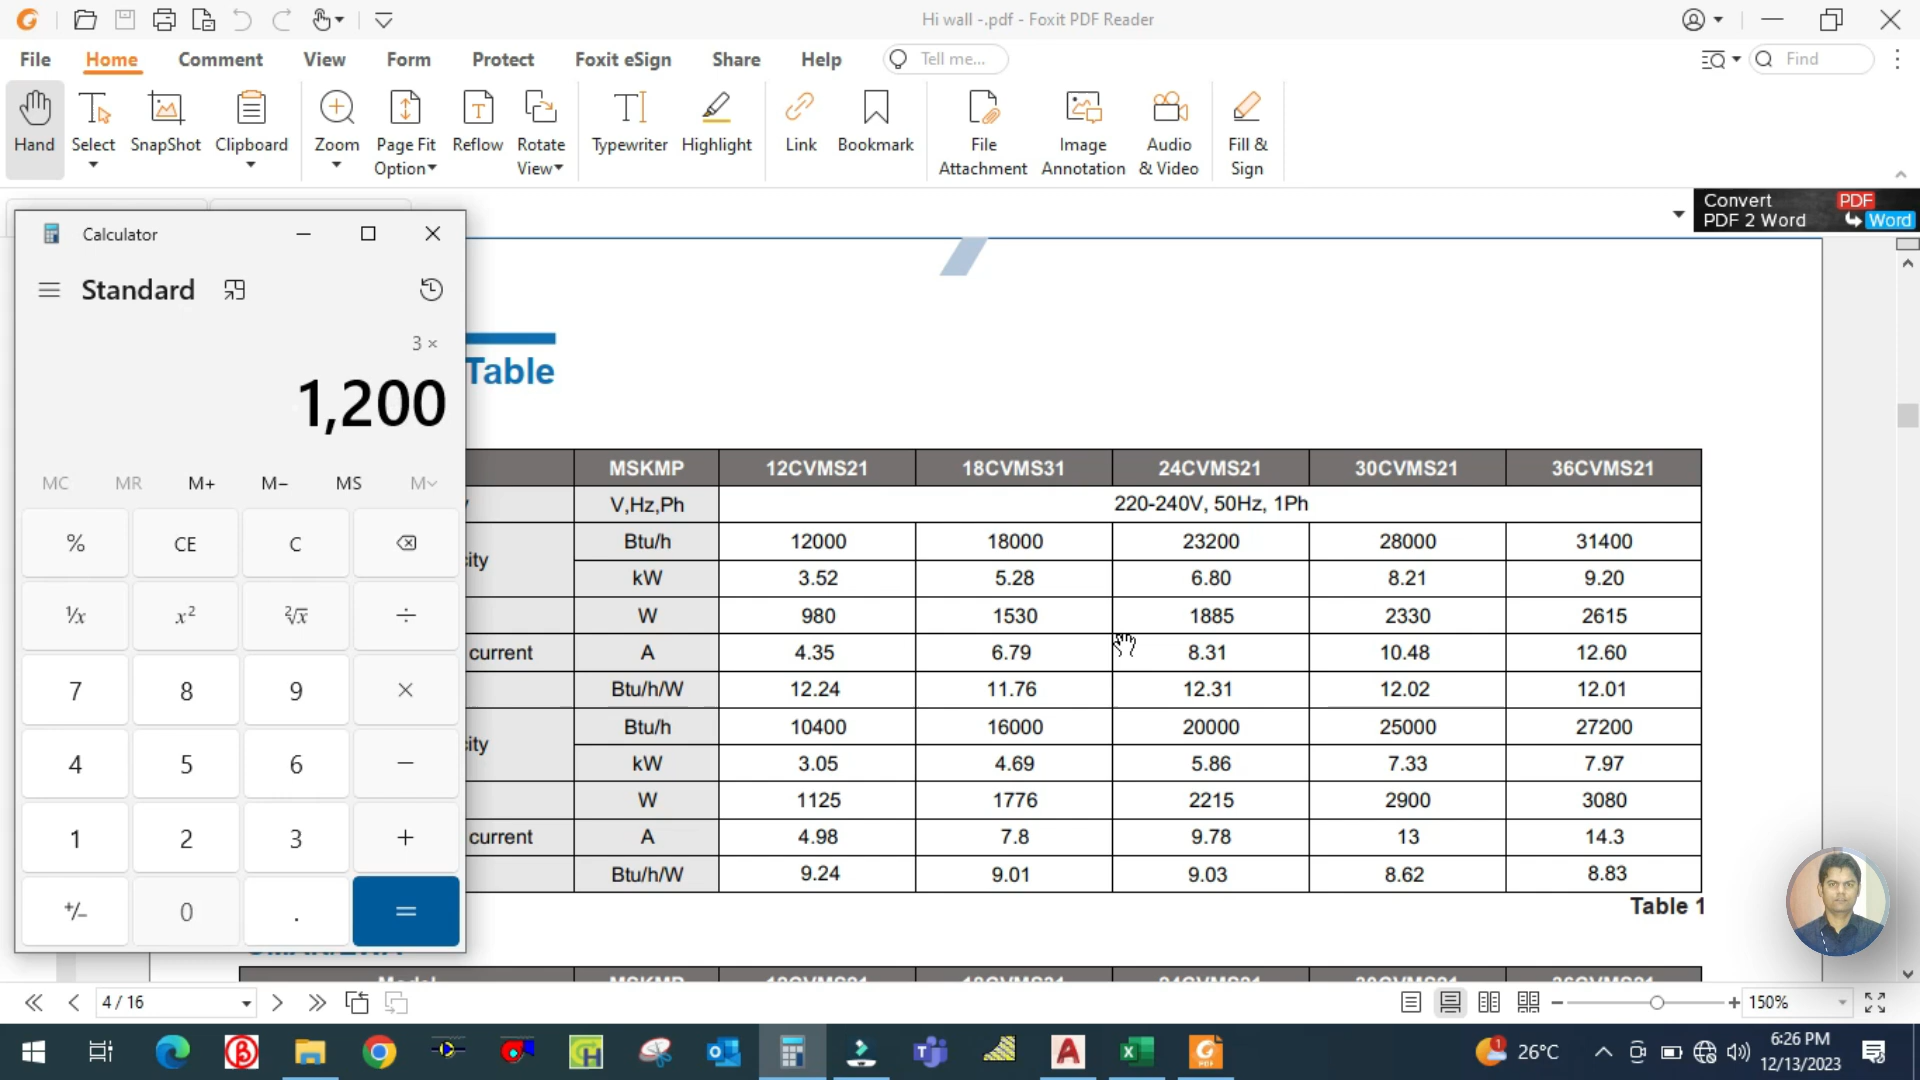 Hi wall -.pdf - Foxit PDF Reader
File Home Comment View Form Protect Foxit eSign Share Help Tell me... Find
Hand Select SnapShot Clipboard Zoom Page Fit Option Reflow Rotate View Typewriter Highlight Link Bookmark File Attachment Image Annotation Audio & Video Fill & Sign
Convert PDF 2 Word PDF Word
Calculator
Standard
3 ×
1,200
MC MR M+ M− MS M
% CE C
¹/x x² ²√x ÷
7 8 9 ×
4 5 6 −
1 2 3 +
+/− 0 . =
Table
MSKMP 12CVMS21 18CVMS31 24CVMS21 30CVMS21 36CVMS21
V,Hz,Ph 220-240V, 50Hz, 1Ph
ity Btu/h 12000 18000 23200 28000 31400
kW 3.52 5.28 6.80 8.21 9.20
W 980 1530 1885 2330 2615
current A 4.35 6.79 8.31 10.48 12.60
Btu/h/W 12.24 11.76 12.31 12.02 12.01
ity Btu/h 10400 16000 20000 25000 27200
kW 3.05 4.69 5.86 7.33 7.97
W 1125 1776 2215 2900 3080
current A 4.98 7.8 9.78 13 14.3
Btu/h/W 9.24 9.01 9.03 8.62 8.83
Table 1
4 / 16
150%
26°C
6:26 PM
12/13/2023